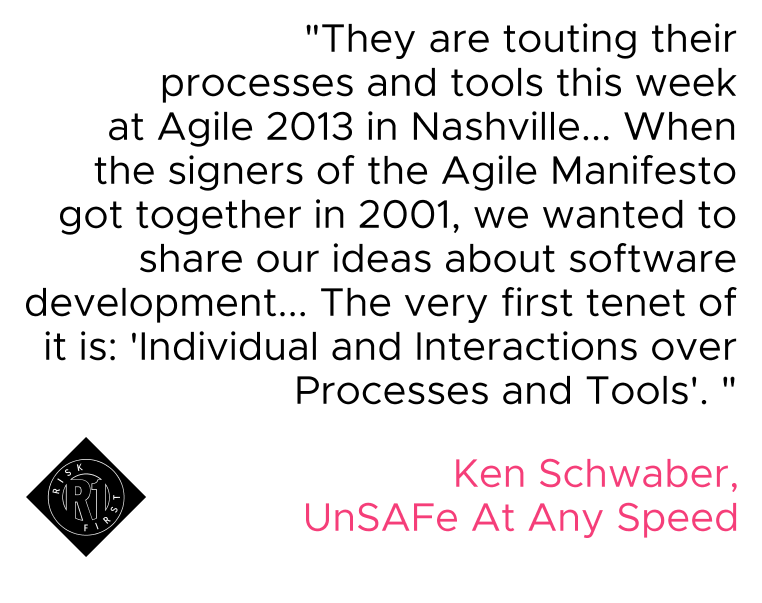 "They are touting their
processes and tools this week
at Agile 2013 in Nashville... When
the signers of the Agile Manifesto
got together in 2001, we wanted to
share our ideas about software
development... The very first tenet of
it is: 'Individual and Interactions over
Processes and Tools'. "
Ken Schwaber,
UnSAFe At Any Speed
RISK
R1
FIRST